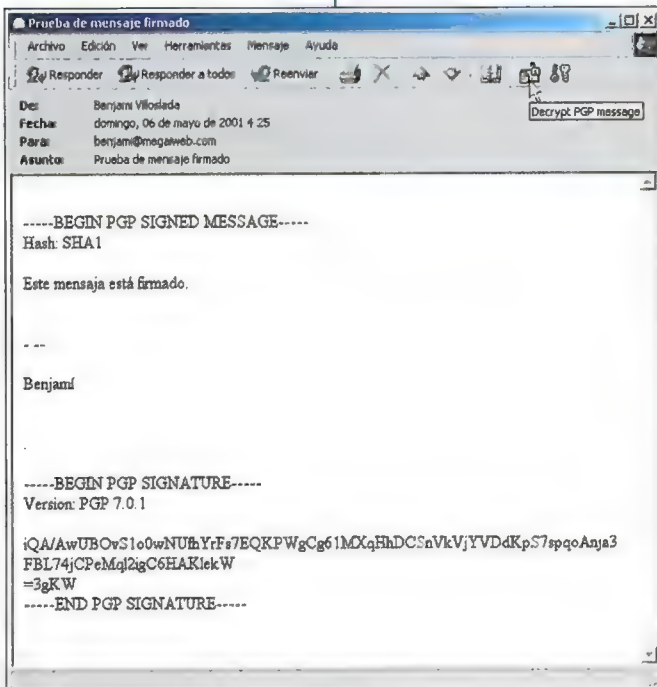 Prueba de mensaje firmado
Archivo Edición Ver Herramientas Mensaje Ayuda
Responder Responder a todos Reenviar
Decrypt PGP message
De: Benjami Villoslada
Fecha: domingo, 06 de mayo de 2001 4 25
Para: benjami@megaiweb.com
Asunto: Prueba de mensaje firmado
-----BEGIN PGP SIGNED MESSAGE-----
Hash: SHA1
Este mensaja está firmado.
- --
Benjamí
.
-----BEGIN PGP SIGNATURE-----
Version: PGP 7.0.1
iQA/AwUBOvS1o0wNUfhYrFs7EQKPWgCg61MXqHhDCSnVkVjYVDdKpS7spqoAnja3
FBL74jCPeMql2igC6HAKlekW
=3gKW
-----END PGP SIGNATURE-----